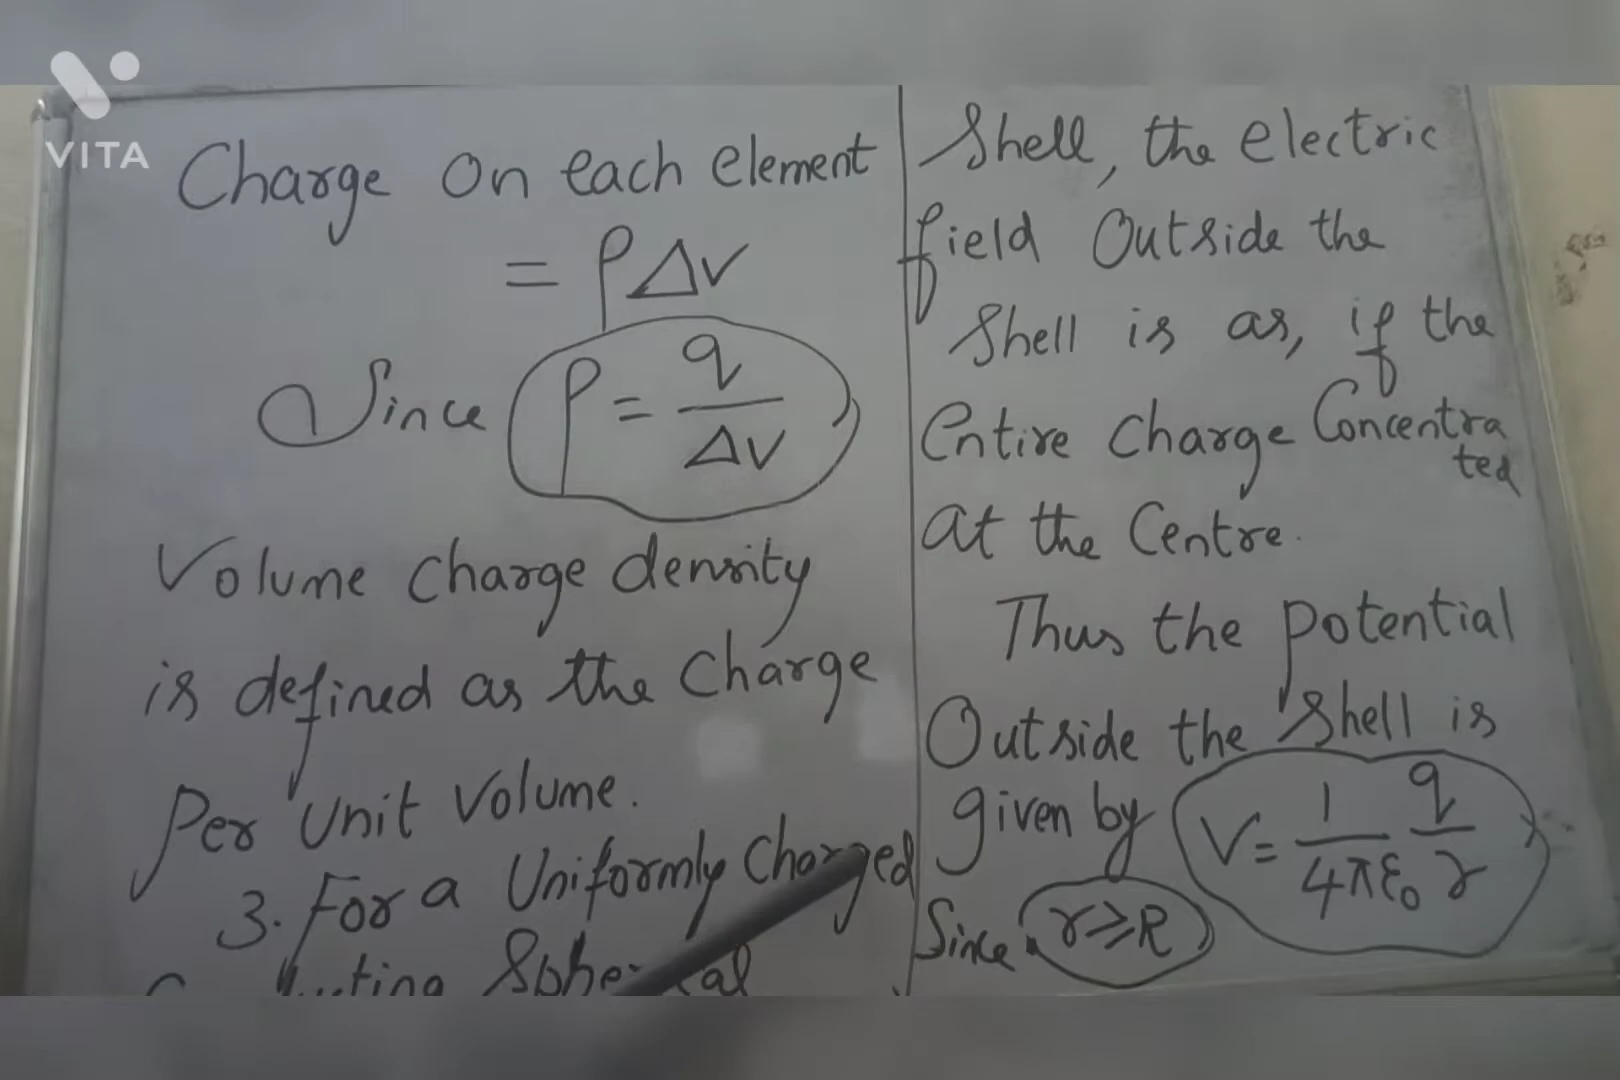 VITA
Charge on each element
= ρΔv
Since ρ = q/Δv
Volume charge density
is defined as the charge
Per Unit Volume.
3. For a Uniformly Charged
Shell, the electric
field Outside the
Shell is as, if the
Entire charge Concentra
ted
at the Centre.
Thus the potential
Outside the Shell is
given by V = 1/4πε₀ q/r
Since r ⩾ R